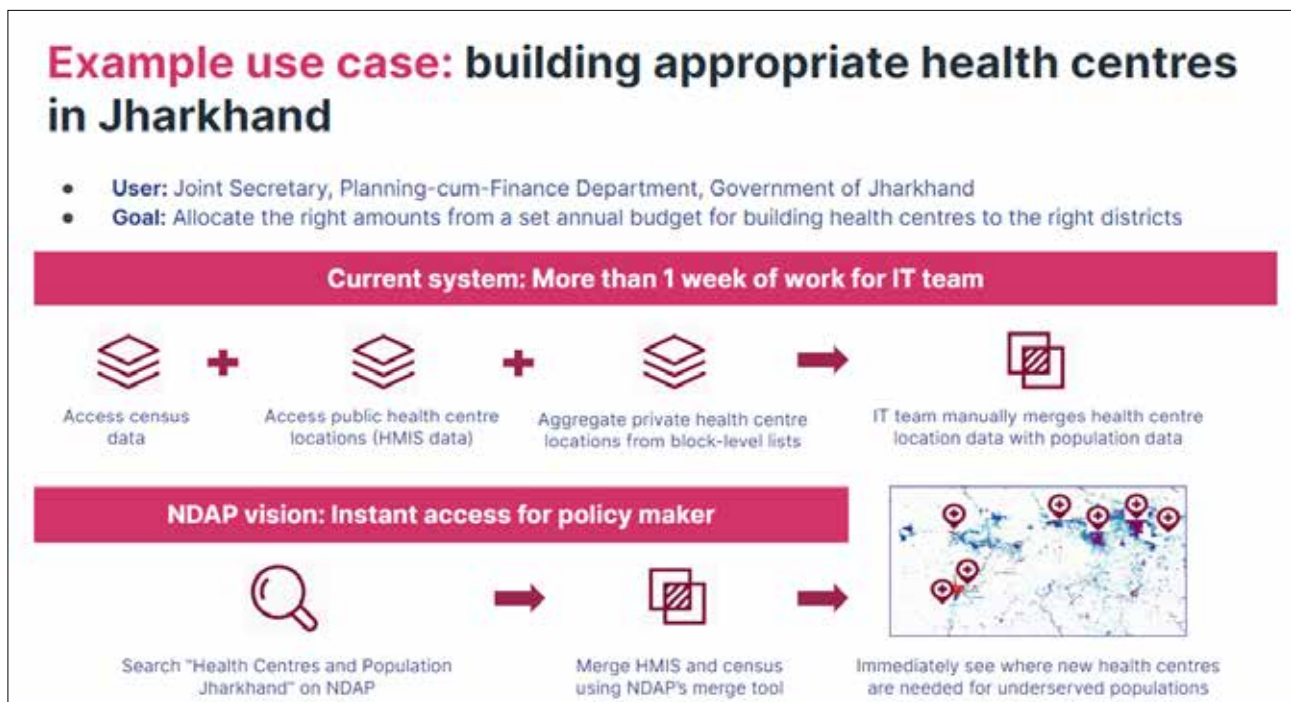 Example use case: building appropriate health centres
in Jharkhand
● User: Joint Secretary, Planning-cum-Finance Department, Government of Jharkhand
● Goal: Allocate the right amounts from a set annual budget for building health centres to the right districts
Current system: More than 1 week of work for IT team
Access census
data
Access public health centre
locations (HMIS data)
Aggregate private health centre
locations from block-level lists
IT team manually merges health centre
location data with population data
NDAP vision: Instant access for policy maker
Search "Health Centres and Population
Jharkhand" on NDAP
Merge HMIS and census
using NDAP's merge tool
Immediately see where new health centres
are needed for underserved populations